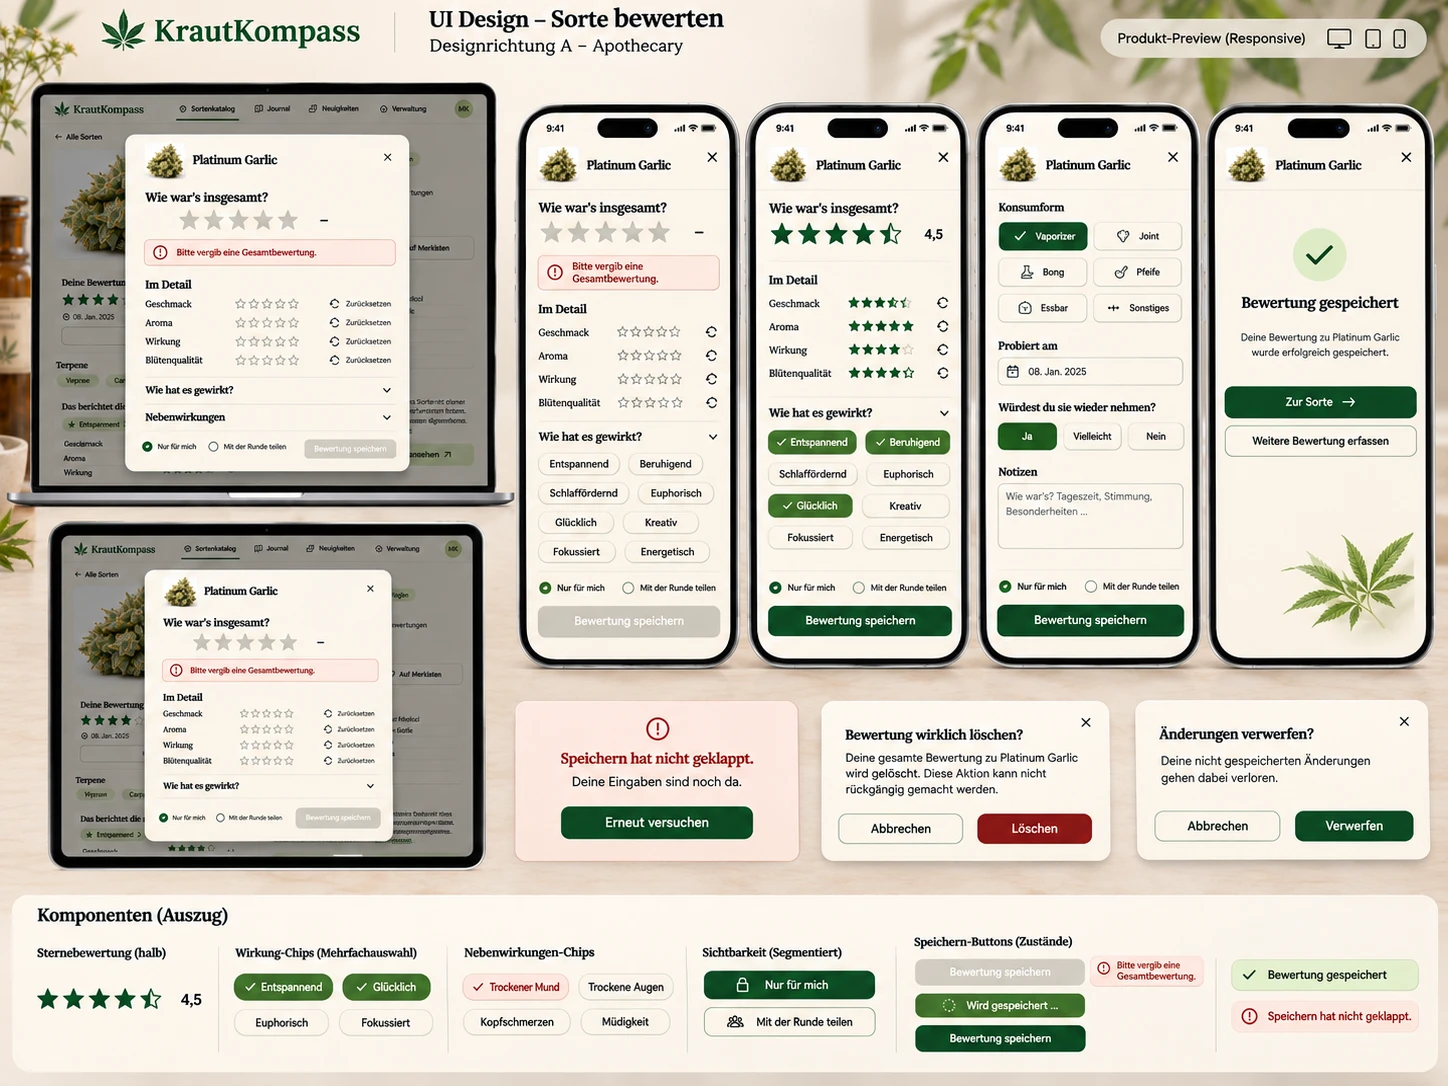 KrautKompass
UI Design – Sorte bewerten
Designrichtung A – Apothecary
Produkt-Preview (Responsive)
KrautKompass
Sortenkatalog
Journal
Neuigkeiten
Verwaltung
MK
← Alle Sorten
Platinum Garlic
Wie war's insgesamt?
–
Bitte vergib eine Gesamtbewertung.
Im Detail
Geschmack
Zurücksetzen
Aroma
Zurücksetzen
Wirkung
Zurücksetzen
Blütenqualität
Zurücksetzen
Wie hat es gewirkt?
Nebenwirkungen
Nur für mich
Mit der Runde teilen
Bewertung speichern
Deine Bewertun
08. Jan. 2025
Terpene
Das berichtet die
Entspannend
Geschmack
Aroma
Wirkung
tungen
auf Merklisten
ansehen
KrautKompass
Sortenkatalog
Journal
Neuigkeiten
Verwaltung
MK
← Alle Sorten
Platinum Garlic
Wie war's insgesamt?
–
Bitte vergib eine Gesamtbewertung.
Im Detail
Geschmack
Zurücksetzen
Aroma
Zurücksetzen
Wirkung
Zurücksetzen
Blütenqualität
Zurücksetzen
Wie hat es gewirkt?
Nur für mich
Mit der Runde teilen
Bewertung speichern
Deine Bewertung
08. Jan. 2025
Terpene
Das berichtet die
Entspannend
ewertungen
Auf Merklisten
9:41
Platinum Garlic
Wie war's insgesamt?
–
Bitte vergib eine
Gesamtbewertung.
Im Detail
Geschmack
Aroma
Wirkung
Blütenqualität
Wie hat es gewirkt?
Entspannend
Beruhigend
Schlaffördernd
Euphorisch
Glücklich
Kreativ
Fokussiert
Energetisch
Nur für mich
Mit der Runde teilen
Bewertung speichern
9:41
Platinum Garlic
Wie war's insgesamt?
4,5
Im Detail
Geschmack
Aroma
Wirkung
Blütenqualität
Wie hat es gewirkt?
Entspannend
Beruhigend
Schlaffördernd
Euphorisch
Glücklich
Kreativ
Fokussiert
Energetisch
Nur für mich
Mit der Runde teilen
Bewertung speichern
9:41
Platinum Garlic
Konsumform
Vaporizer
Joint
Bong
Pfeife
Essbar
Sonstiges
Probiert am
08. Jan. 2025
Würdest du sie wieder nehmen?
Ja
Vielleicht
Nein
Notizen
Wie war's? Tageszeit, Stimmung,
Besonderheiten ...
Nur für mich
Mit der Runde teilen
Bewertung speichern
9:41
Platinum Garlic
Bewertung gespeichert
Deine Bewertung zu Platinum Garlic
wurde erfolgreich gespeichert.
Zur Sorte →
Weitere Bewertung erfassen
Speichern hat nicht geklappt.
Deine Eingaben sind noch da.
Erneut versuchen
Bewertung wirklich löschen?
Deine gesamte Bewertung zu Platinum Garlic
wird gelöscht. Diese Aktion kann nicht
rückgängig gemacht werden.
Abbrechen
Löschen
Änderungen verwerfen?
Deine nicht gespeicherten Änderungen
gehen dabei verloren.
Abbrechen
Verwerfen
Komponenten (Auszug)
Sternebewertung (halb)
4,5
Wirkung-Chips (Mehrfachauswahl)
Entspannend
Glücklich
Euphorisch
Fokussiert
Nebenwirkungen-Chips
Trockener Mund
Trockene Augen
Kopfschmerzen
Müdigkeit
Sichtbarkeit (Segmentiert)
Nur für mich
Mit der Runde teilen
Speichern-Buttons (Zustände)
Bewertung speichern
Bitte vergib eine
Gesamtbewertung.
Wird gespeichert ...
Bewertung speichern
Bewertung gespeichert
Speichern hat nicht geklappt.